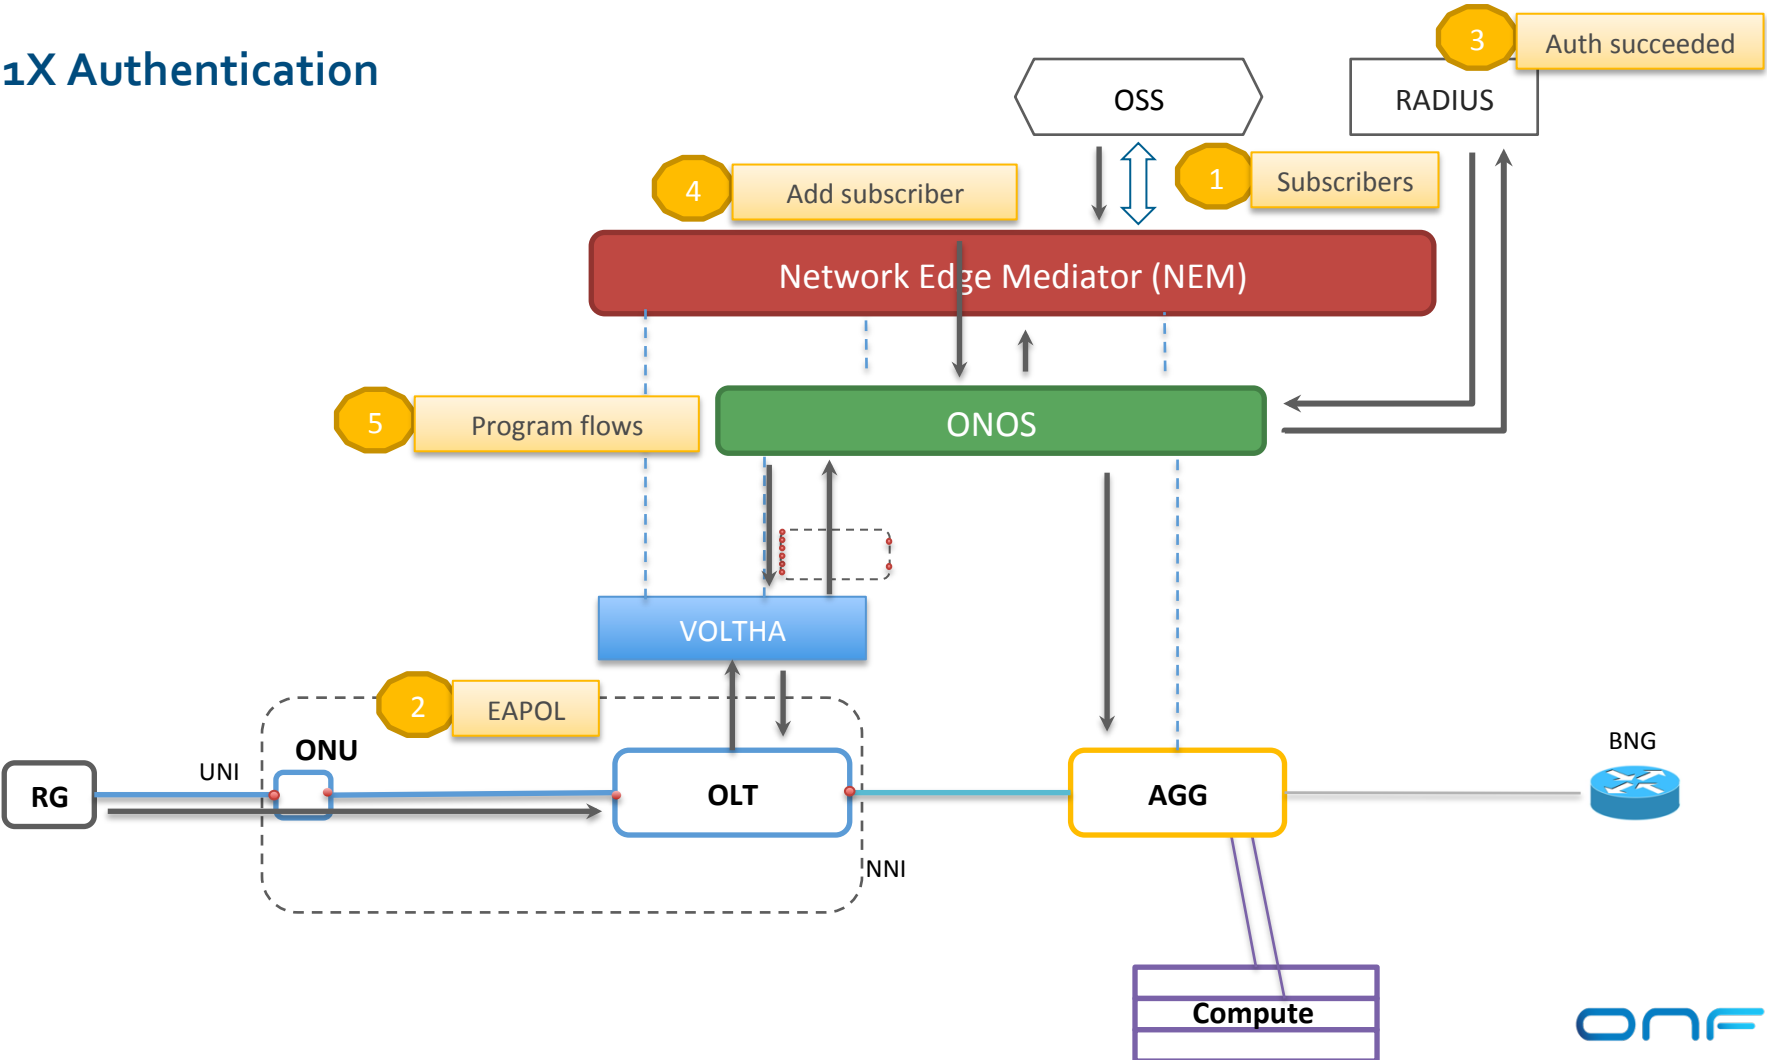 1X Authentication
3
Auth succeeded
OSS
RADIUS
4
Add subscriber
1
Subscribers
Network Edge Mediator (NEM)
5
Program flows
ONOS
VOLTHA
2
EAPOL
ONU
UNI
RG
OLT
AGG
BNG
NNI
Compute
ONF